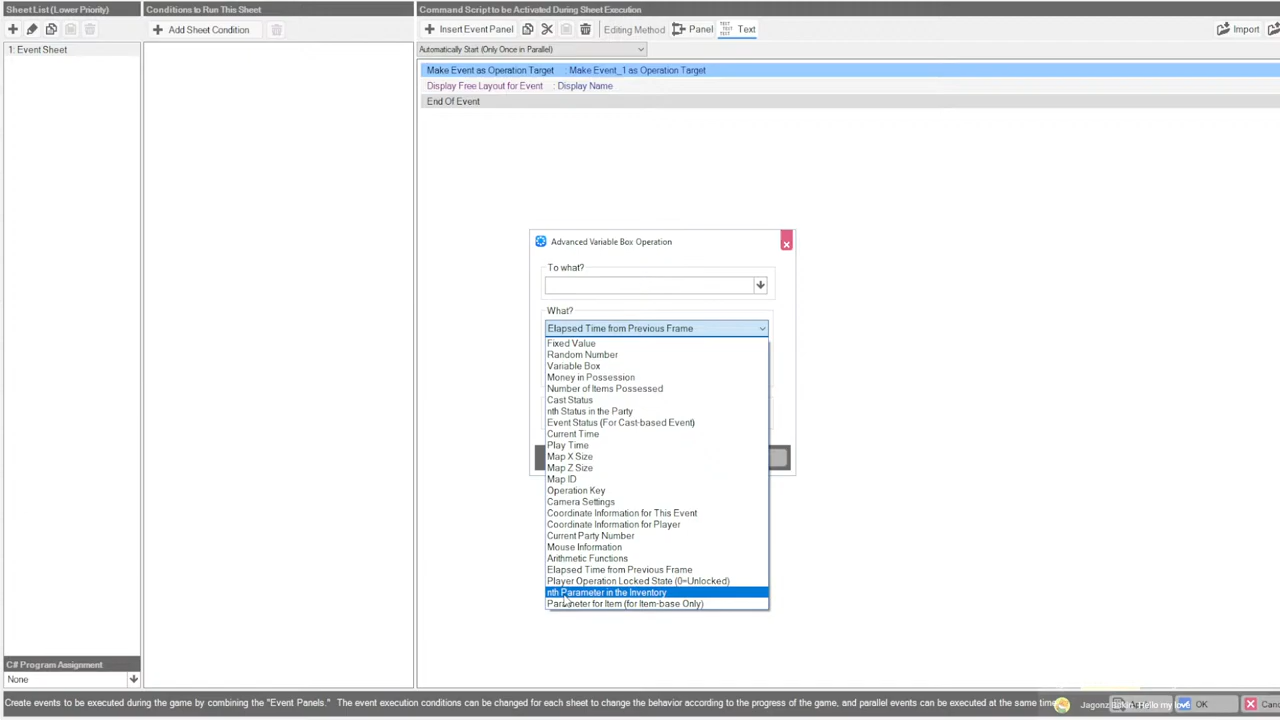 Sheet List (Lower Priority)
Conditions to Run This Sheet
Command Script to be Activated During Sheet Execution
Add Sheet Condition
Insert Event Panel
Editing Method
Panel
Text
Import
1: Event Sheet
Automatically Start (Only Once in Parallel)
Make Event as Operation Target : Make Event_1 as Operation Target
Display Free Layout for Event : Display Name
End Of Event
Advanced Variable Box Operation
To what?
What?
Elapsed Time from Previous Frame
Fixed Value
Random Number
Variable Box
Money in Possession
Number of Items Possessed
Cast Status
nth Status in the Party
Event Status (For Cast-based Event)
Current Time
Play Time
Map X Size
Map Z Size
Map ID
Operation Key
Camera Settings
Coordinate Information for This Event
Coordinate Information for Player
Current Party Number
Mouse Information
Arithmetic Functions
Elapsed Time from Previous Frame
Player Operation Locked State (0=Unlocked)
nth Parameter in the Inventory
Parameter for Item (for Item-base Only)
C# Program Assignment
None
Create events to be executed during the game by combining the "Event Panels." The event execution conditions can be changed for each sheet to change the behavior according to the progress of the game, and parallel events can be executed at the same time
Hello my love
OK